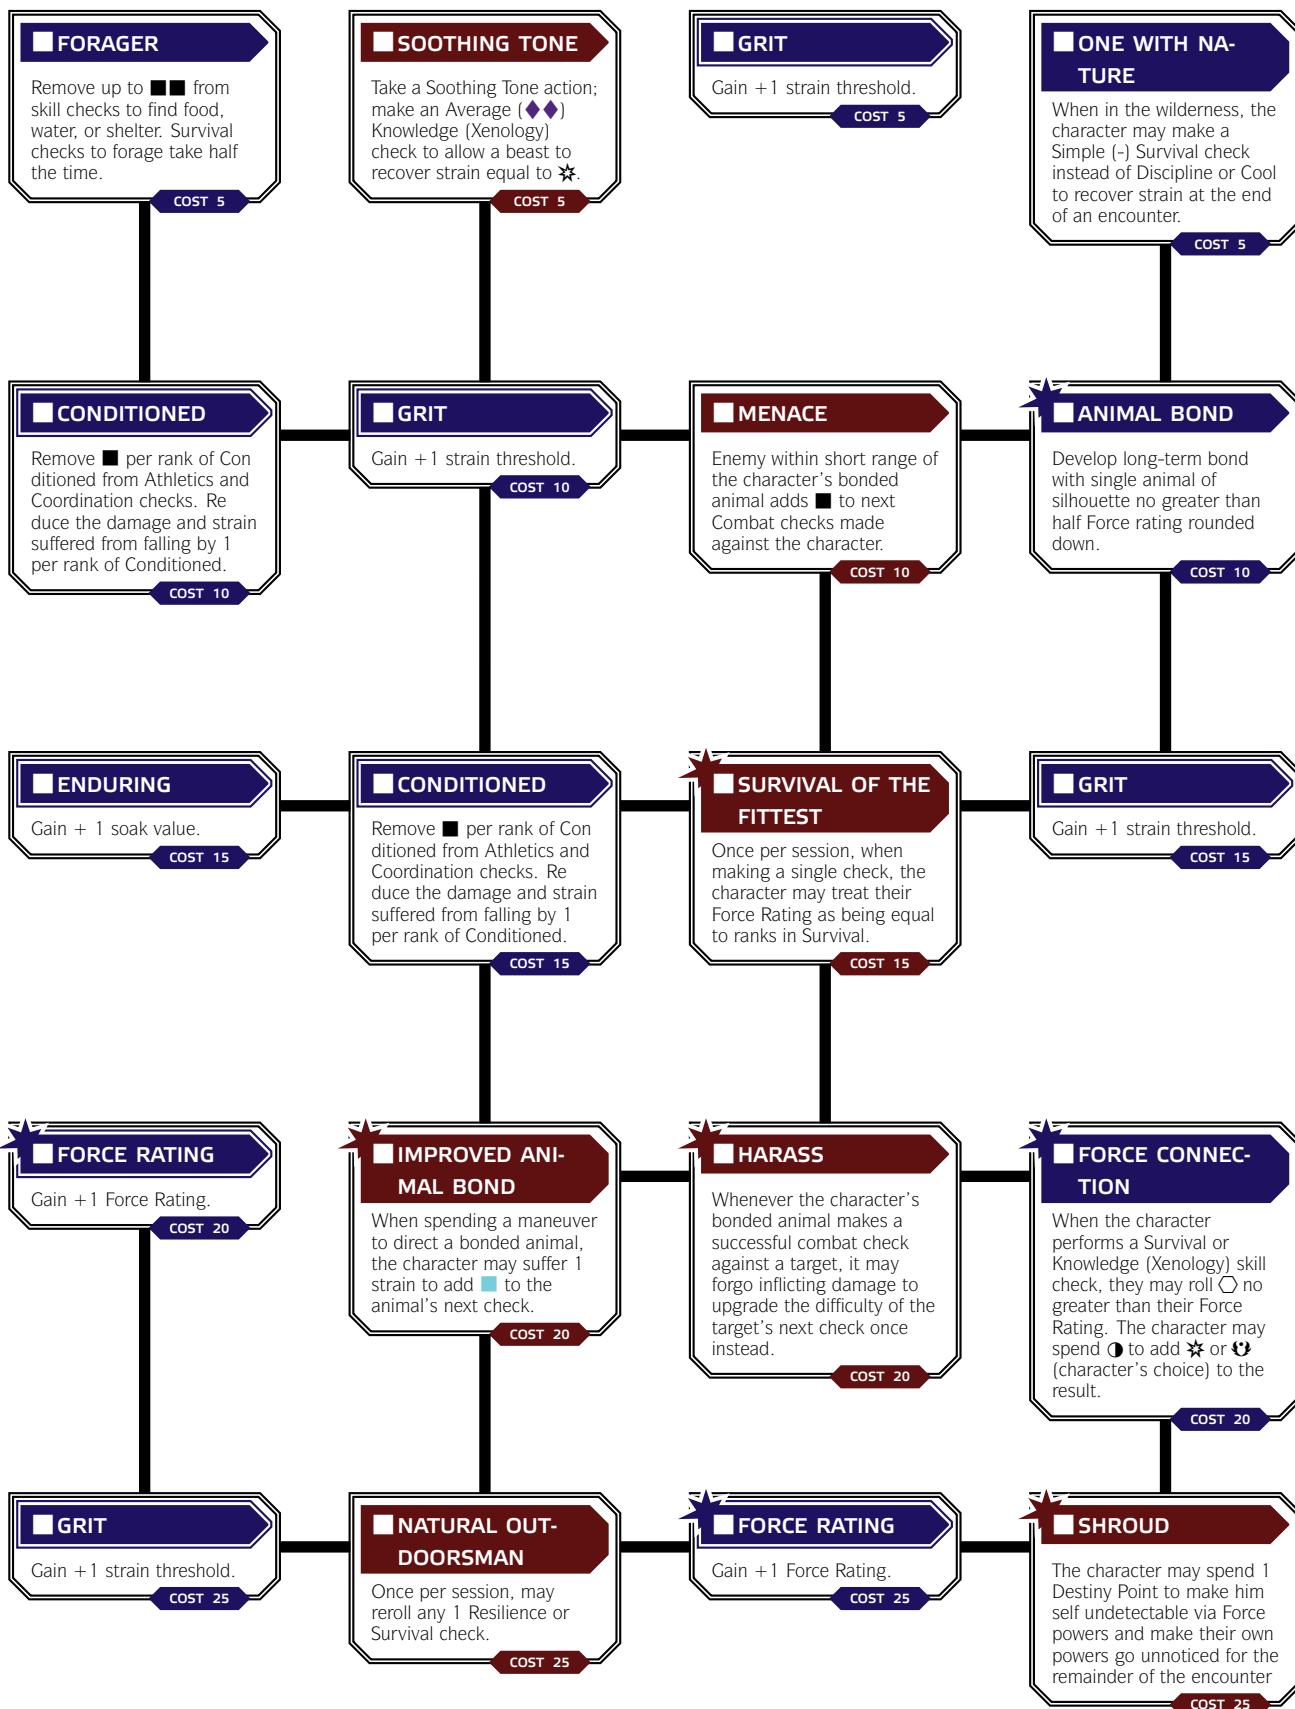 FORAGER
Remove up to ■■ from
skill checks to find food,
water, or shelter. Survival
checks to forage take half
the time.
COST 5
SOOTHING TONE
Take a Soothing Tone action;
make an Average (◆◆)
Knowledge (Xenology)
check to allow a beast to
recover strain equal to .
COST 5
GRIT
Gain +1 strain threshold.
COST 5
ONE WITH NA-
TURE
When in the wilderness, the
character may make a
Simple (-) Survival check
instead of Discipline or Cool
to recover strain at the end
of an encounter.
COST 5
CONDITIONED
Remove ■ per rank of Con
ditioned from Athletics and
Coordination checks. Re
duce the damage and strain
suffered from falling by 1
per rank of Conditioned.
COST 10
GRIT
Gain +1 strain threshold.
COST 10
MENACE
Enemy within short range of
the character's bonded
animal adds ■ to next
Combat checks made
against the character.
COST 10
ANIMAL BOND
Develop long-term bond
with single animal of
silhouette no greater than
half Force rating rounded
down.
COST 10
ENDURING
Gain + 1 soak value.
COST 15
CONDITIONED
Remove ■ per rank of Con
ditioned from Athletics and
Coordination checks. Re
duce the damage and strain
suffered from falling by 1
per rank of Conditioned.
COST 15
SURVIVAL OF THE
FITTEST
Once per session, when
making a single check, the
character may treat their
Force Rating as being equal
to ranks in Survival.
COST 15
GRIT
Gain +1 strain threshold.
COST 15
FORCE RATING
Gain +1 Force Rating.
COST 20
IMPROVED ANI-
MAL BOND
When spending a maneuver
to direct a bonded animal,
the character may suffer 1
strain to add ■ to the
animal's next check.
COST 20
HARASS
Whenever the character's
bonded animal makes a
successful combat check
against a target, it may
forgo inflicting damage to
upgrade the difficulty of the
target's next check once
instead.
COST 20
FORCE CONNEC-
TION
When the character
performs a Survival or
Knowledge (Xenology) skill
check, they may roll ⬡ no
greater than their Force
Rating. The character may
spend ◑ to add  or 
(character's choice) to the
result.
COST 20
GRIT
Gain +1 strain threshold.
COST 25
NATURAL OUT-
DOORSMAN
Once per session, may
reroll any 1 Resilience or
Survival check.
COST 25
FORCE RATING
Gain +1 Force Rating.
COST 25
SHROUD
The character may spend 1
Destiny Point to make him
self undetectable via Force
powers and make their own
powers go unnoticed for the
remainder of the encounter
COST 25